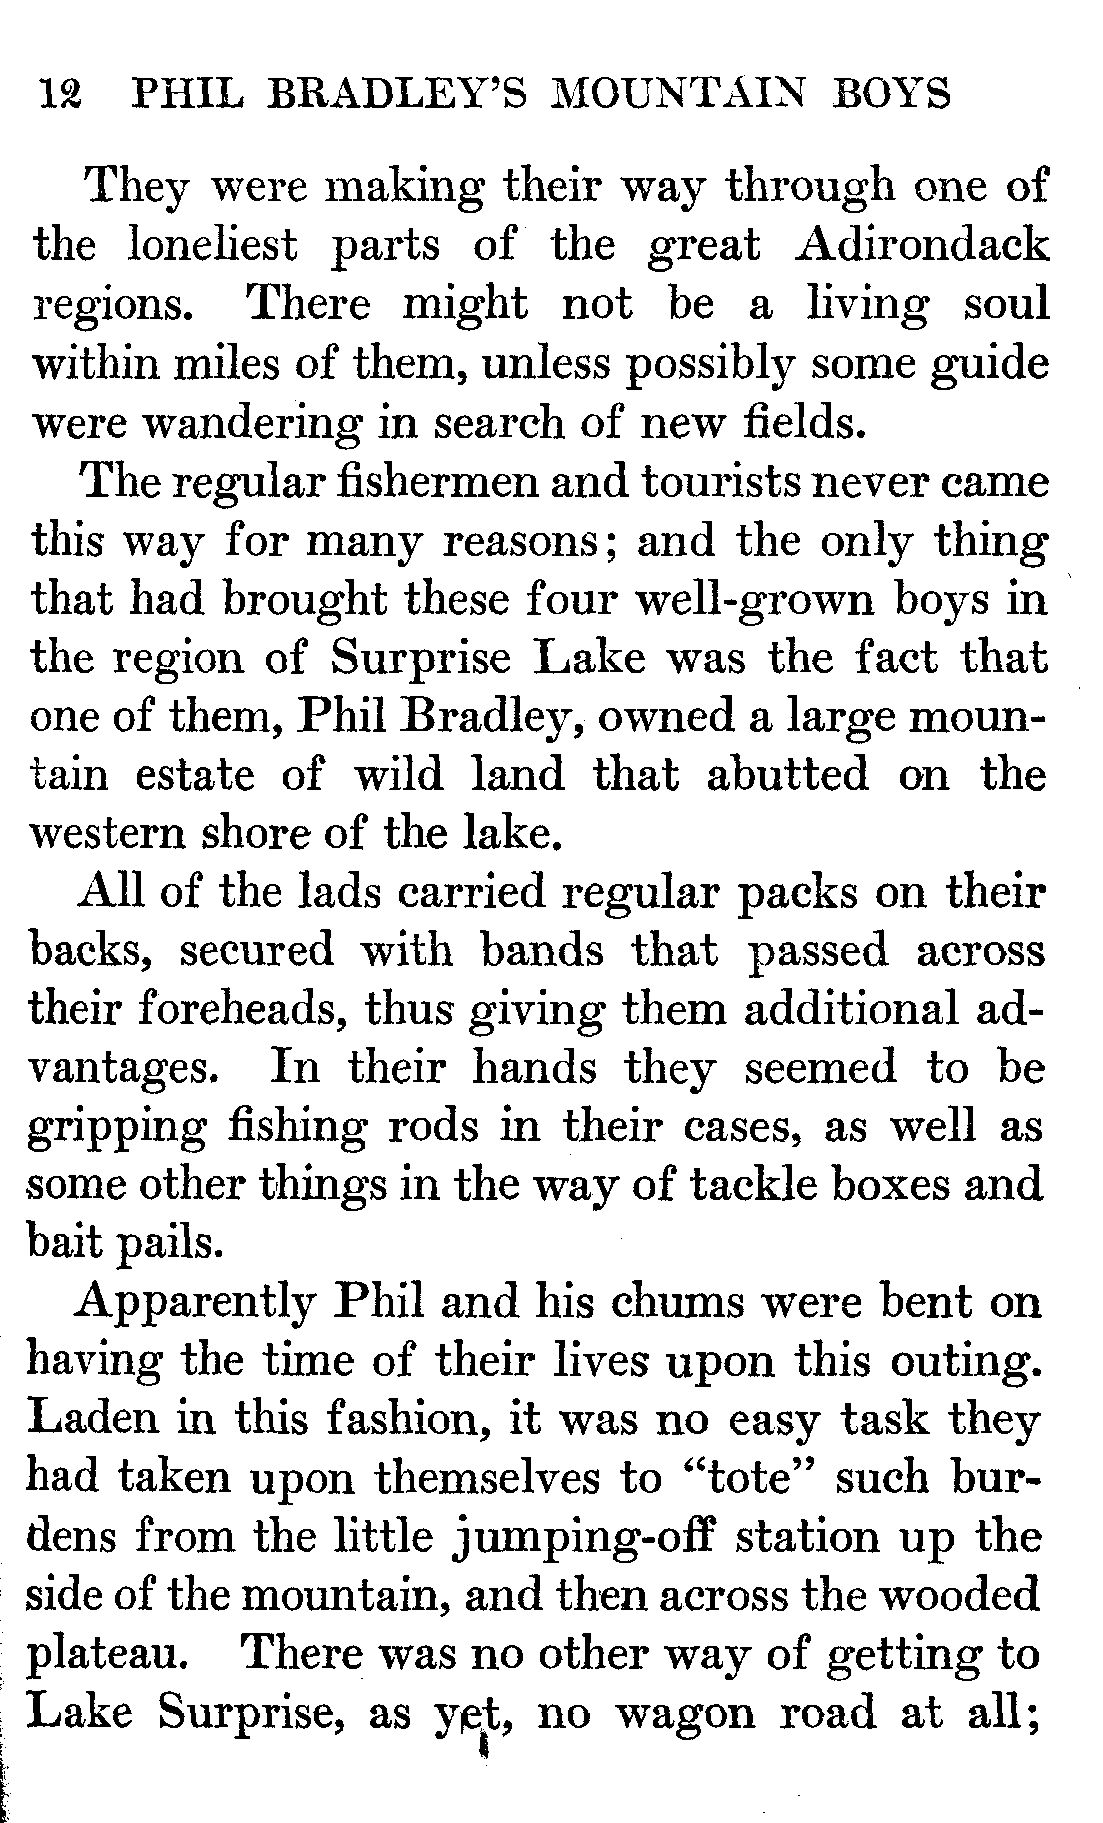 12 PHIL BRADLEY'S MOUNTAIN BOYS
They were making their way through one of
the loneliest parts of the great Adirondack
regions. There might not be a living soul
within miles of them, unless possibly some guide
were wandering in search of new fields.
The regular fishermen and tourists never came
this way for many reasons; and the only thing
that had brought these four well-grown boys in
the region of Surprise Lake was the fact that
one of them, Phil Bradley, owned a large moun-
tain estate of wild land that abutted on the
western shore of the lake.
All of the lads carried regular packs on their
backs, secured with bands that passed across
their foreheads, thus giving them additional ad-
vantages. In their hands they seemed to be
gripping fishing rods in their cases, as well as
some other things in the way of tackle boxes and
bait pails.
Apparently Phil and his chums were bent on
having the time of their lives upon this outing.
Laden in this fashion, it was no easy task they
had taken upon themselves to "tote" such bur-
dens from the little jumping-off station up the
side of the mountain, and then across the wooded
plateau. There was no other way of getting to
Lake Surprise, as yet, no wagon road at all;